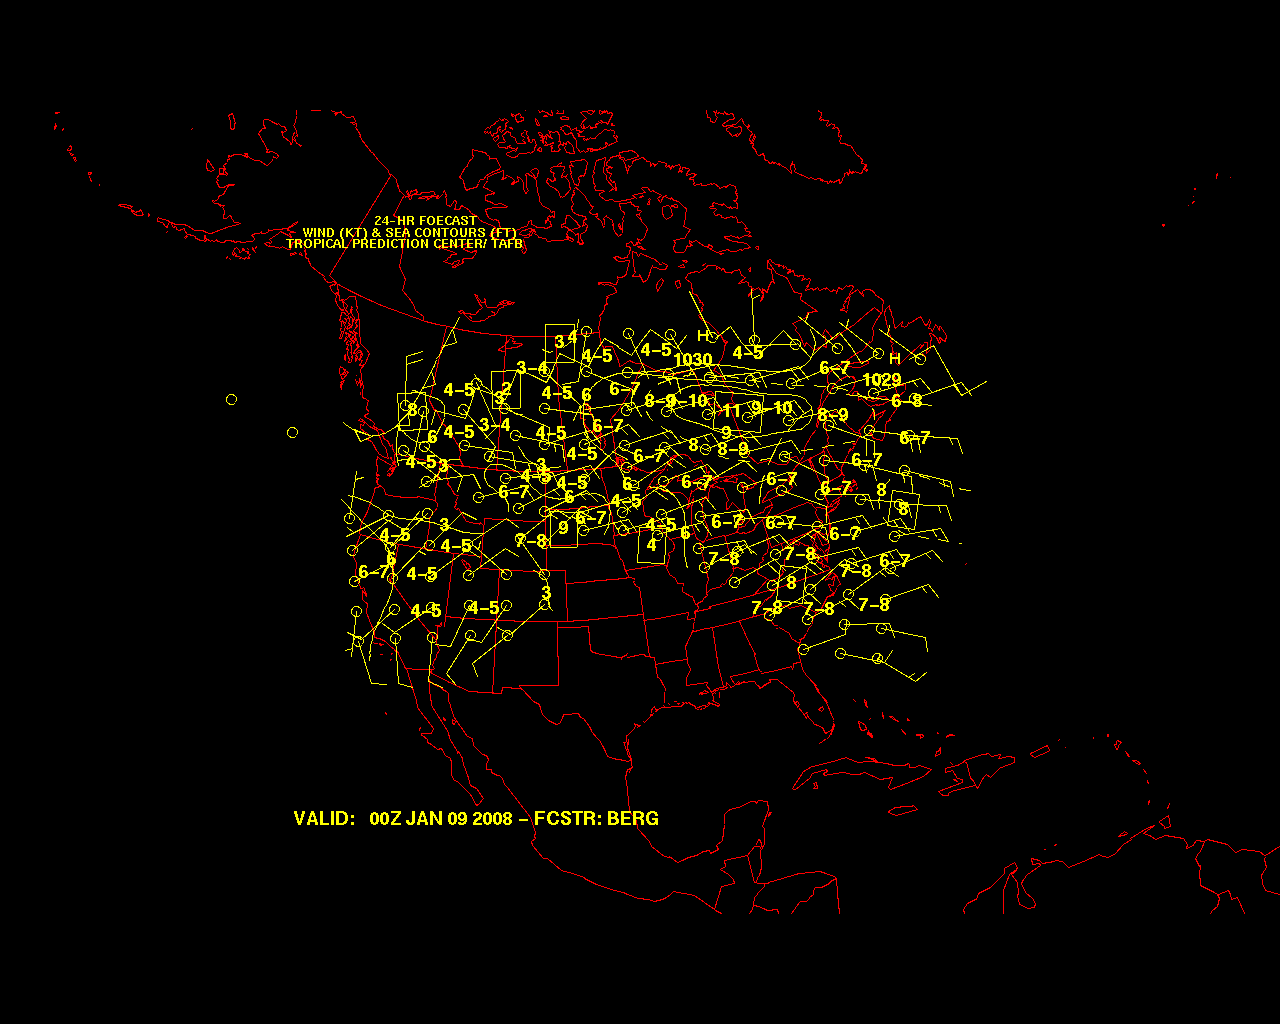 24-HR FOECAST
WIND (KT) & SEA CONTOURS (FT)
TROPICAL PREDICTION CENTER/ TAFB
3 4
H
4-5 4-5 1030 4-5 H
3-4 6-7 1029
4-5 2 3 4-5 6 6-7 8-9 9-10 6-8
8 11 9-10 8-9
6 4-5 3-4 4-5 6-7 9 6-7
4-5 3 3 4-5 6-7 8 8-9 6-7
4-5 4-5 6 6-7 6-7 6-7 8
6-7 6 4-5 8
4-5 3 9 6-7 4-5 6-7 6-7 6-7
4-5 7-8 4 6
6 7-8 7-8 6-7
6-7 4-5 8 7-8
4-5 4-5 3 7-8 7-8 7-8
VALID: 00Z JAN 09 2008 - FCSTR: BERG